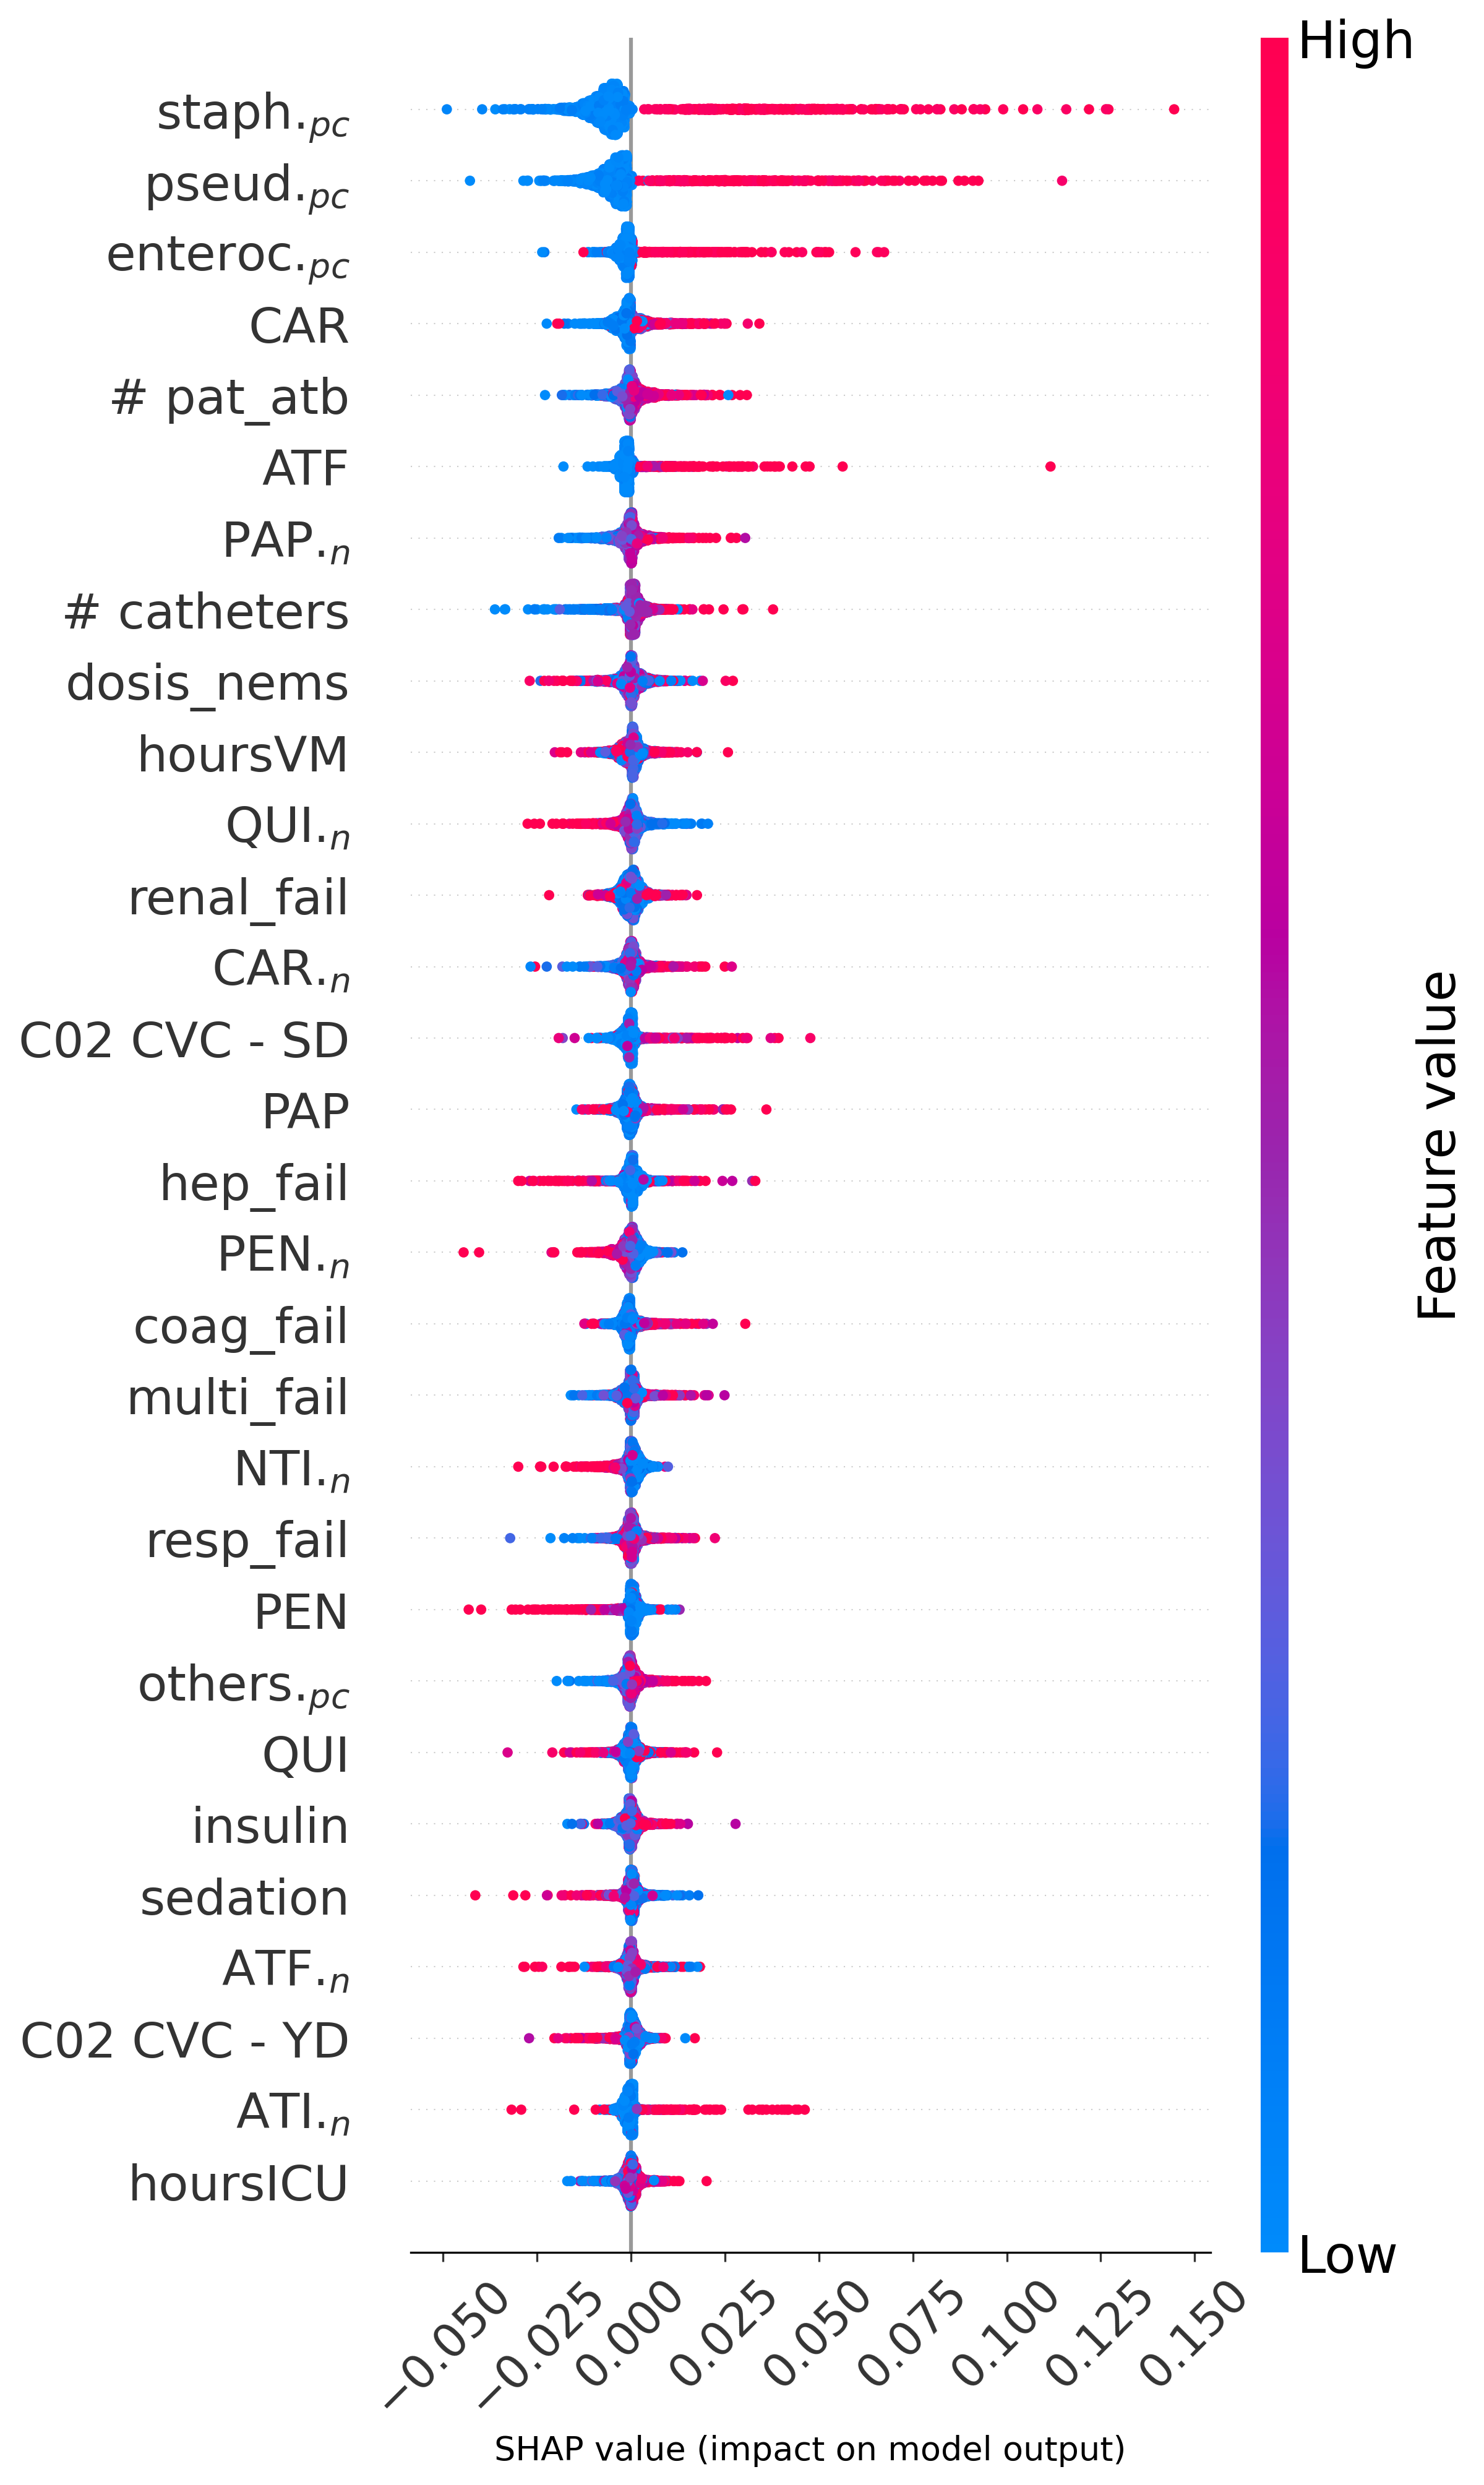 High
staph.pc
pseud.pc
enteroc.pc
CAR
# pat_atb
ATF
PAP.n
# catheters
dosis_nems
hoursVM
QUI.n
renal_fail
CAR.n
C02 CVC - SD
PAP
hep_fail
PEN.n
coag_fail
multi_fail
NTI.n
resp_fail
PEN
others.pc
QUI
insulin
sedation
ATF.n
C02 CVC - YD
ATI.n
hoursICU
Feature value
Low
−0.050 −0.025 0.000 0.025 0.050 0.075 0.100 0.125 0.150
SHAP value (impact on model output)